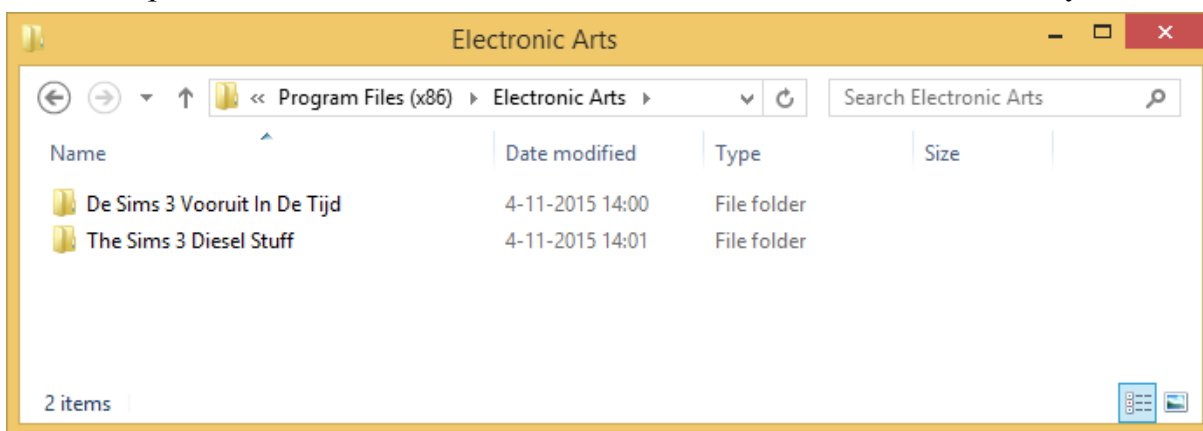 Electronic Arts
« Program Files (x86) Electronic Arts Search Electronic Arts
Name Date modified Type Size
De Sims 3 Vooruit In De Tijd 4-11-2015 14:00 File folder
The Sims 3 Diesel Stuff 4-11-2015 14:01 File folder
2 items